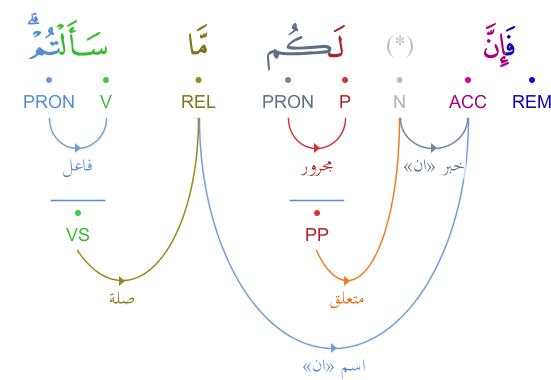 فَإِنَّ (*) لَكُم مَّا سَأَلْتُمْ ۗ
REM ACC N P PRON REL V PRON
خبر «ان» مجرور فاعل
PP VS
متعلق صلة
اسم «ان»